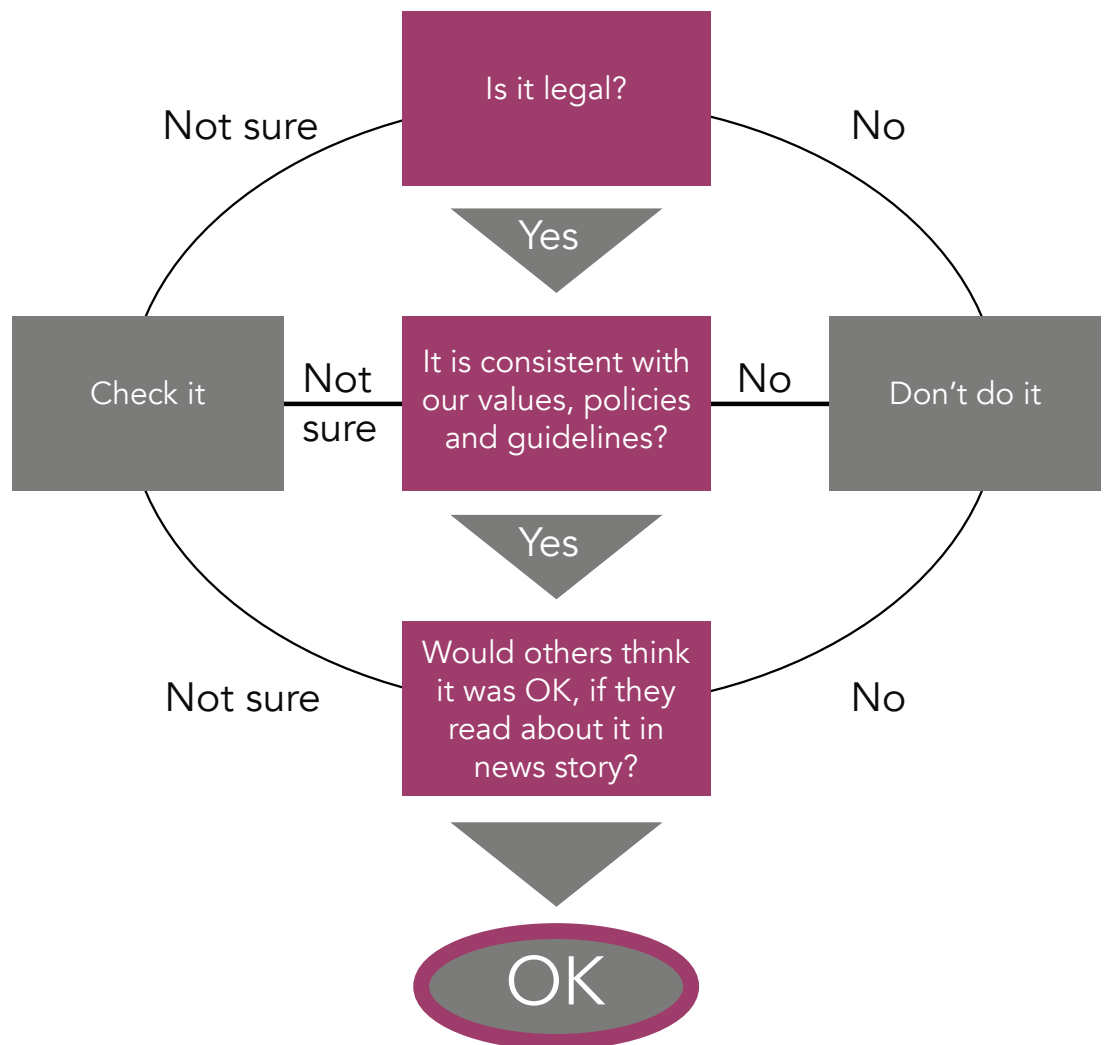 Is it legal?
Not sure
No
Yes
Check it
Not
sure
It is consistent with
our values, policies
and guidelines?
No
Don't do it
Yes
Would others think
it was OK, if they
read about it in
news story?
Not sure
No
OK